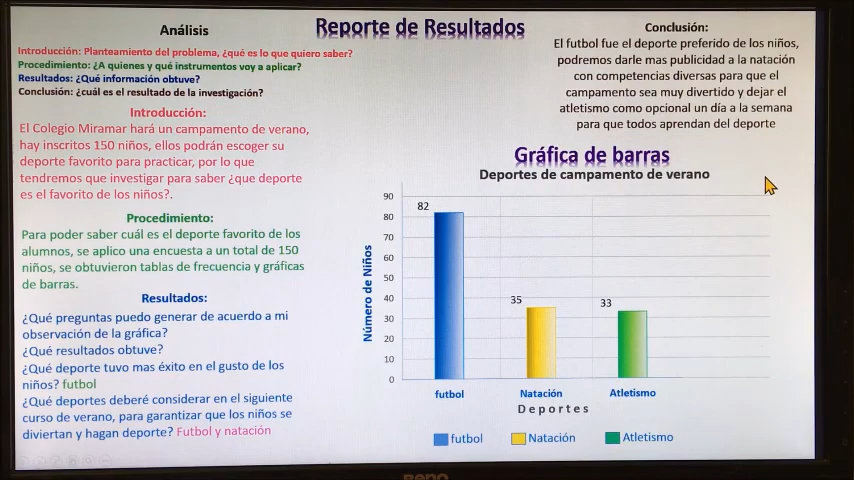 Reporte de Resultados
Análisis
Introducción: Planteamiento del problema, ¿qué es lo que quiero saber?
Procedimiento: ¿A quienes y qué instrumentos voy a aplicar?
Resultados: ¿Qué información obtuve?
Conclusión: ¿cuál es el resultado de la investigación?
Introducción:
El Colegio Miramar hará un campamento de verano,
hay inscritos 150 niños, ellos podrán escoger su
deporte favorito para practicar, por lo que
tendremos que investigar para saber ¿que deporte
es el favorito de los niños?.
Procedimiento:
Para poder saber cuál es el deporte favorito de los
alumnos, se aplico una encuesta a un total de 150
niños, se obtuvieron tablas de frecuencia y gráficas
de barras.
Resultados:
¿Qué preguntas puedo generar de acuerdo a mi
observación de la gráfica?
¿Qué resultados obtuve?
¿Qué deporte tuvo mas éxito en el gusto de los
niños? futbol
¿Qué deportes deberé considerar en el siguiente
curso de verano, para garantizar que los niños se
diviertan y hagan deporte? Futbol y natación
Conclusión:
El futbol fue el deporte preferido de los niños,
podremos darle mas publicidad a la natación
con competencias diversas para que el
campamento sea muy divertido y dejar el
atletismo como opcional un día a la semana
para que todos aprendan del deporte
Gráfica de barras
Deportes de campamento de verano
Número de Niños
90
80
70
60
50
40
30
20
10
0
82
35
33
futbol Natación Atletismo
Deportes
futbol Natación Atletismo
BenQ